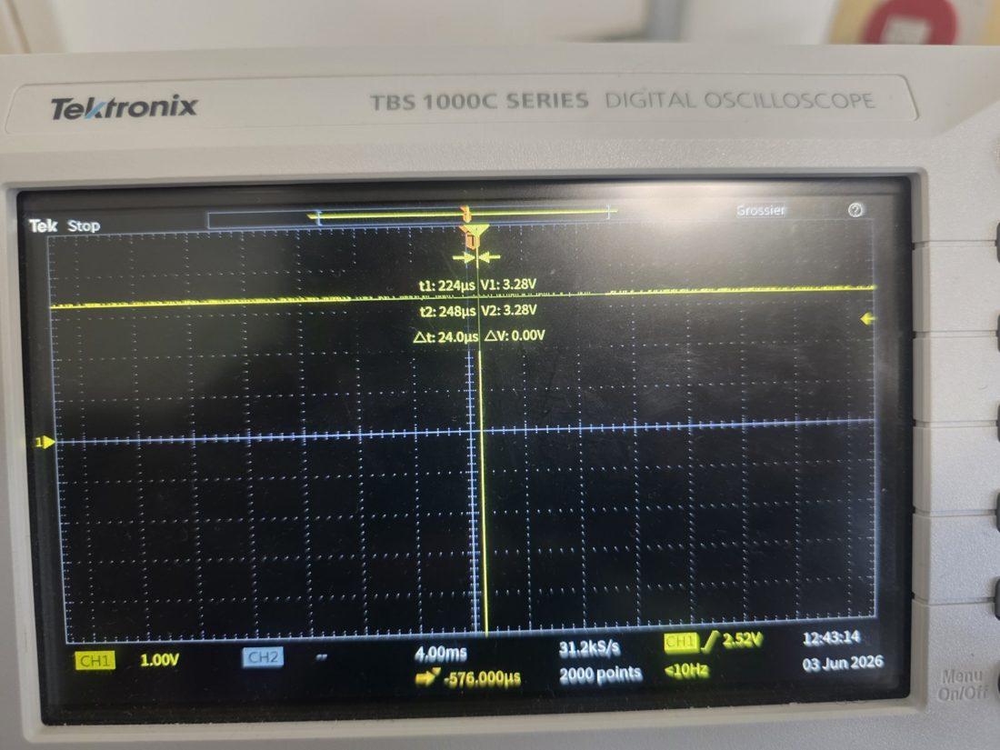 Tektronix
TBS 1000C SERIES DIGITAL OSCILLOSCOPE
Tek Stop
Grossier
t1: 224µs V1: 3.28V
t2: 248µs V2: 3.28V
△t: 24.0µs △V: 0.00V
1
CH1 1.00V
CH2 --
4.00ms
-576.000µs
31.2kS/s
2000 points
CH1 2.52V
<10Hz
12:43:14
03 Jun 2026
Menu
On/Off